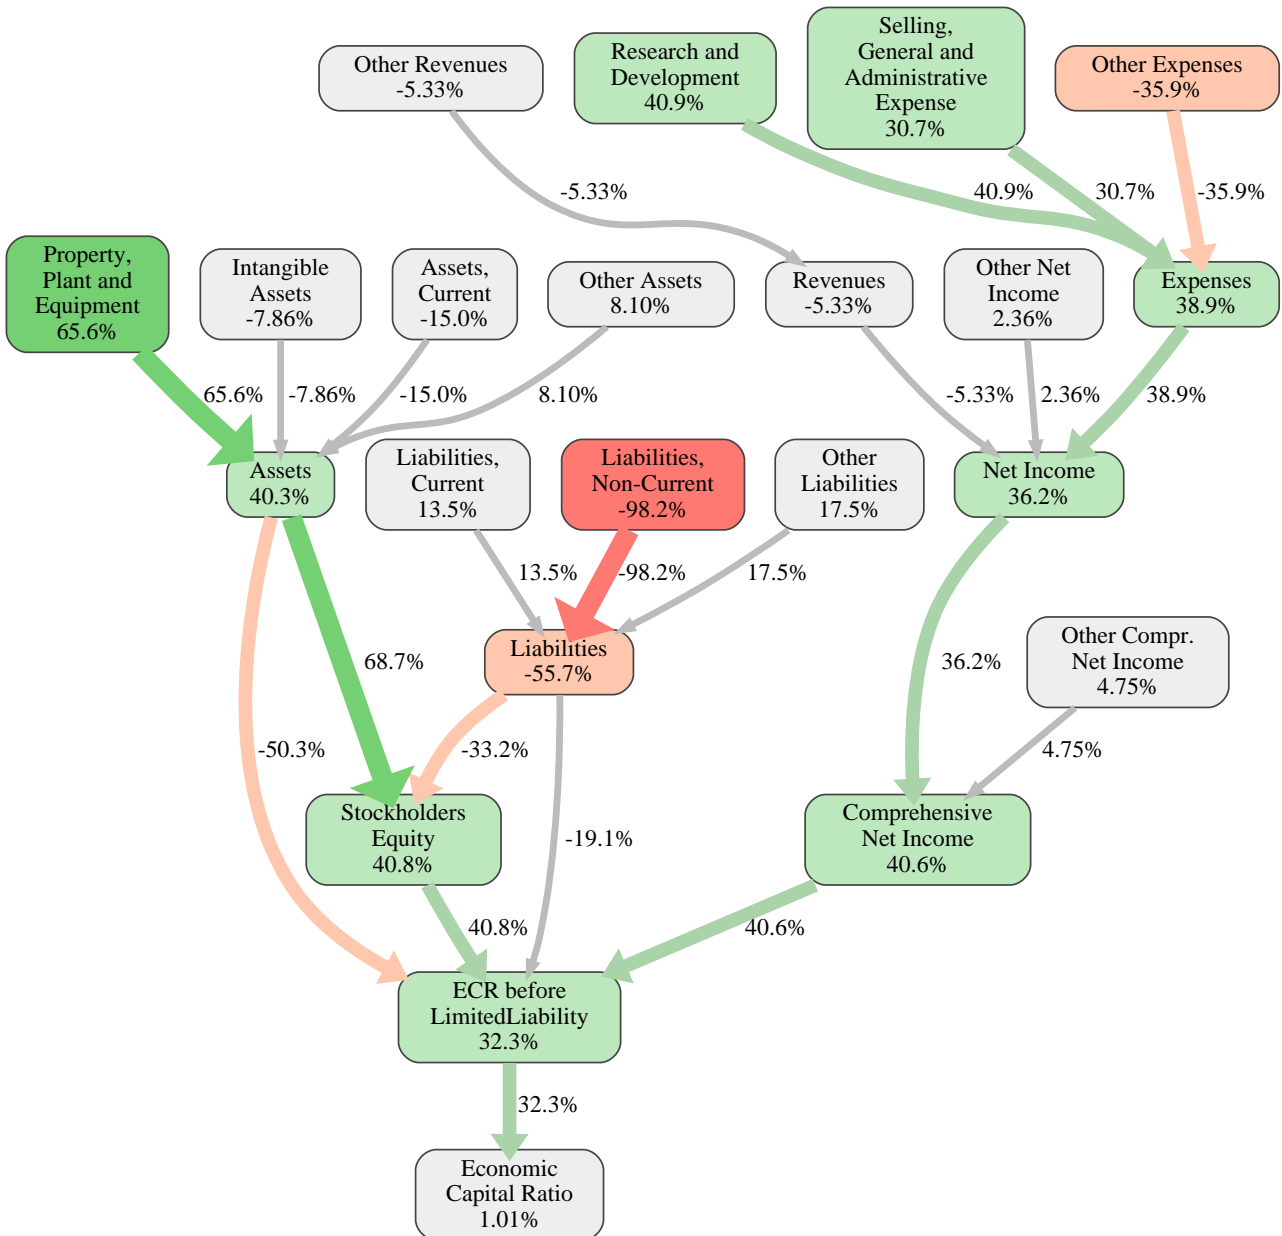 Other Revenues
-5.33%
Research and
Development
40.9%
Selling,
General and
Administrative
Expense
30.7%
Other Expenses
-35.9%
-5.33%
40.9%
30.7%
-35.9%
Property,
Plant and
Equipment
65.6%
Intangible
Assets
-7.86%
Assets,
Current
-15.0%
Other Assets
8.10%
Revenues
-5.33%
Other Net
Income
2.36%
Expenses
38.9%
65.6%
-7.86%
-15.0%
8.10%
-5.33%
2.36%
38.9%
Assets
40.3%
Liabilities,
Current
13.5%
Liabilities,
Non-Current
-98.2%
Other
Liabilities
17.5%
Net Income
36.2%
13.5%
-98.2%
17.5%
Liabilities
-55.7%
68.7%
36.2%
Other Compr.
Net Income
4.75%
-50.3%
-33.2%
4.75%
Stockholders
Equity
40.8%
-19.1%
Comprehensive
Net Income
40.6%
40.8%
40.6%
ECR before
LimitedLiability
32.3%
32.3%
Economic
Capital Ratio
1.01%